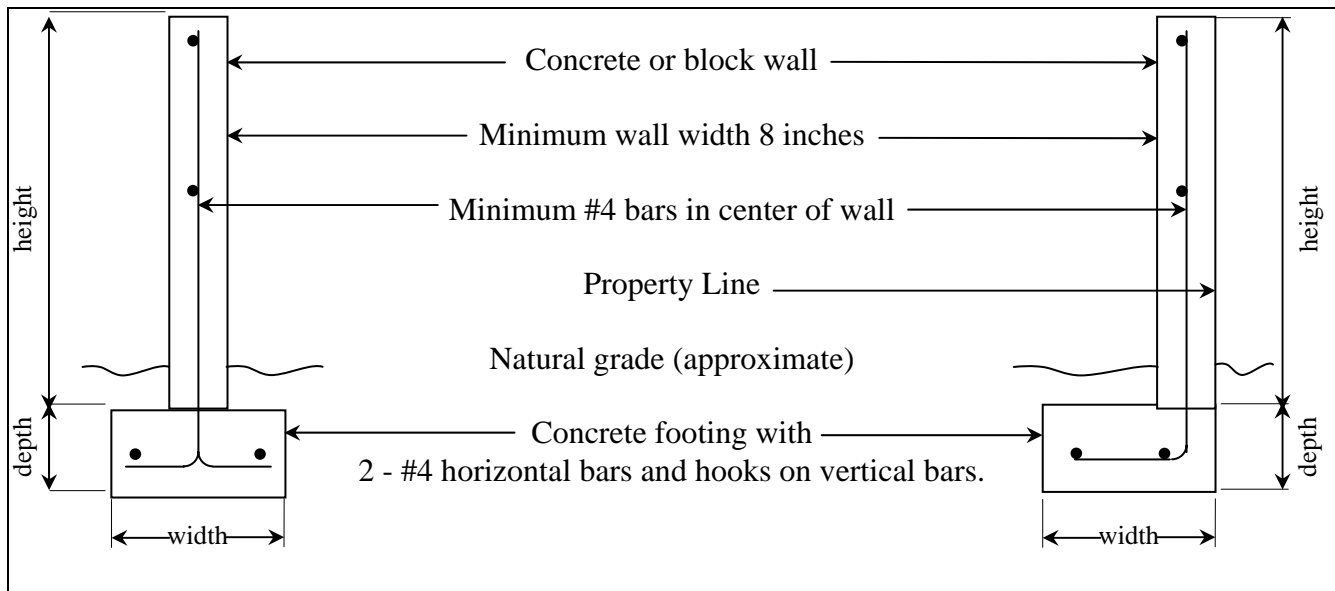 Concrete or block wall
Minimum wall width 8 inches
height
height
Minimum #4 bars in center of wall
Property Line
Natural grade (approximate)
depth
depth
Concrete footing with
2 - #4 horizontal bars and hooks on vertical bars.
width
width